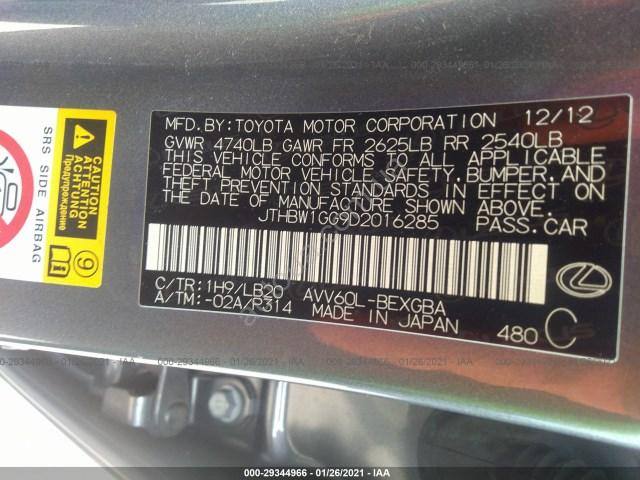 MFD. BY: TOYOTA MOTOR CORPORATION 12/12
GVWR 4740LB GAWR FR 2625LB RR 2540LB
THIS VEHICLE CONFORMS TO ALL APPLICABLE
FEDERAL MOTOR VEHICLE SAFETY, BUMPER, AND
THEFT PREVENTION STANDARDS IN EFFECT ON
THE DATE OF MANUFACTURE SHOWN ABOVE.
JTHBW1GG9D2016285 PASS. CAR
C/TR: 1H9/LB20 AVV60L-BEXGBA
A/TM: -02A/P314 MADE IN JAPAN 480 C
SRS SIDE AIRBAG
CAUTION
ATTENTION
ACHTUNG
Предупреждение
9
000-29344966 - 01/26/2021 - IAA